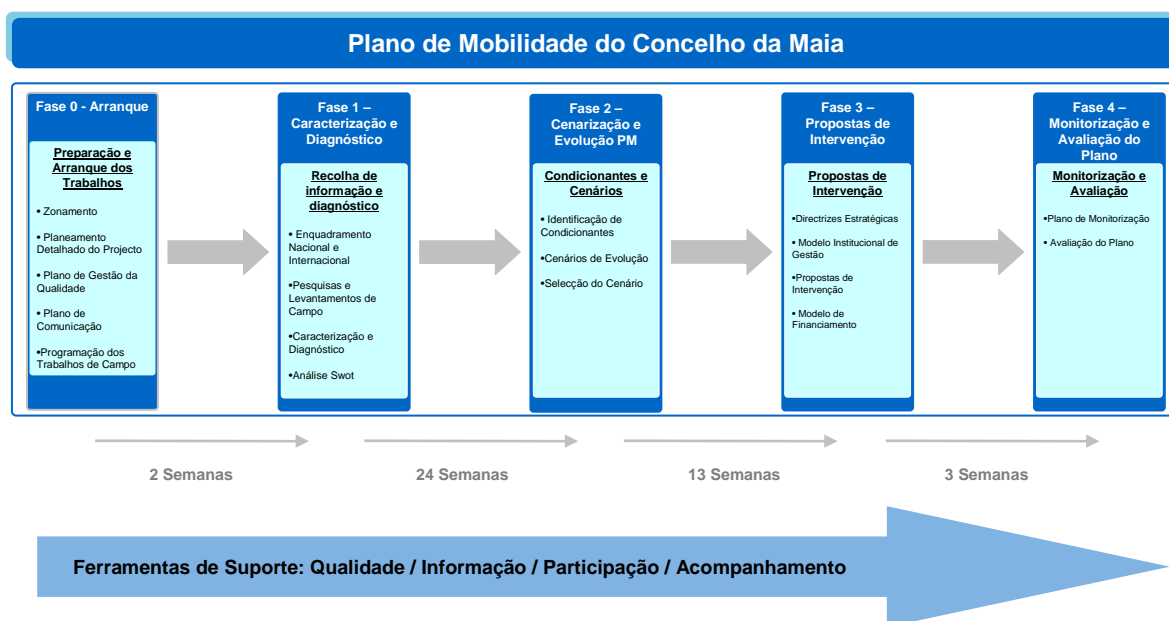 Plano de Mobilidade do Concelho da Maia
Fase 0 - Arranque
Preparação e
Arranque dos
Trabalhos
• Zonamento
• Planeamento
Detalhado do Projecto
• Plano de Gestão da
Qualidade
• Plano de
Comunicação
•Programação dos
Trabalhos de Campo
Fase 1 –
Caracterização e
Diagnóstico
Recolha de
informação e
diagnóstico
• Enquadramento
Nacional e
Internacional
•Pesquisas e
Levantamentos de
Campo
•Caracterização e
Diagnóstico
•Análise Swot
Fase 2 –
Cenarização e
Evolução PM
Condicionantes e
Cenários
• Identificação de
Condicionantes
•Cenários de Evolução
•Selecção do Cenário
Fase 3 –
Propostas de
Intervenção
Propostas de
Intervenção
•Directrizes Estratégicas
• Modelo Institucional de
Gestão
•Propostas de
Intervenção
• Modelo de
Financiamento
Fase 4 –
Monitorização e
Avaliação do
Plano
Monitorização e
Avaliação
•Plano de Monitorização
• Avaliação do Plano
2 Semanas
24 Semanas
13 Semanas
3 Semanas
Ferramentas de Suporte: Qualidade / Informação / Participação / Acompanhamento